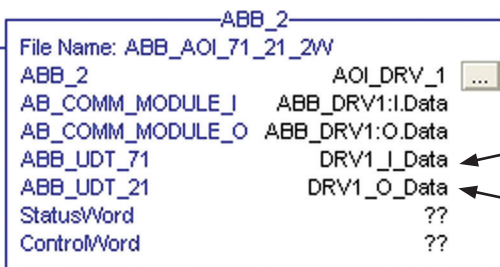 ABB_2
File Name: ABB_AOI_71_21_2W
ABB_2 AOI_DRV_1 ...
AB_COMM_MODULE_I ABB_DRV1:I.Data
AB_COMM_MODULE_O ABB_DRV1:O.Data
ABB_UDT_71 DRV1_I_Data
ABB_UDT_21 DRV1_O_Data
StatusWord ??
ControlWord ??